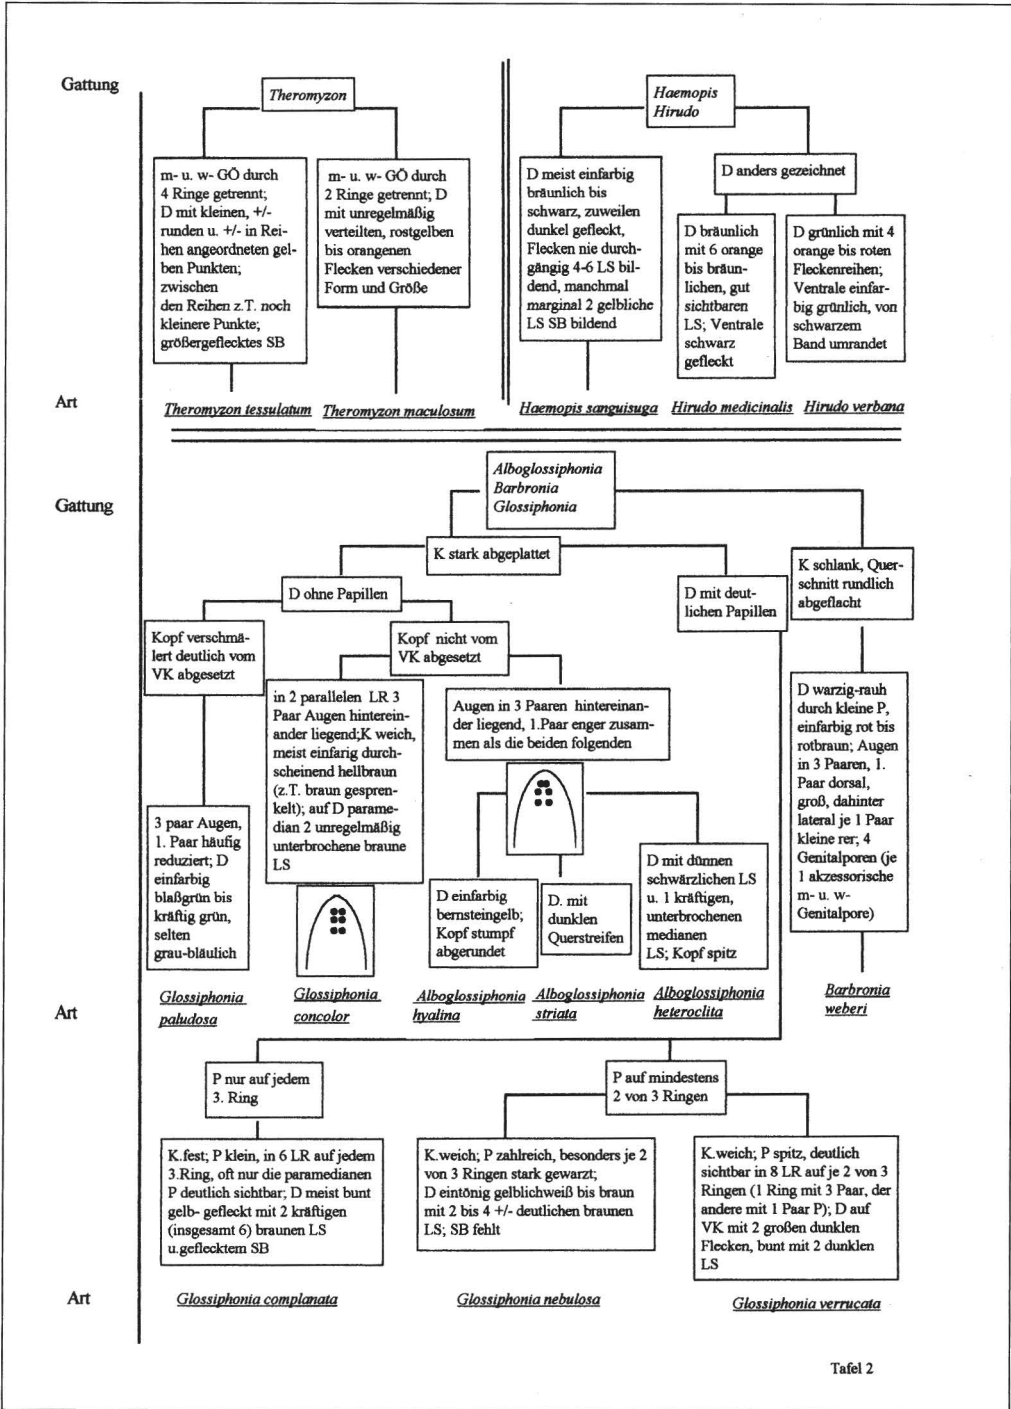 Gattung
Theromyzon
m- u. w- GÖ durch
4 Ringe getrennt;
D mit kleinen, +/-
runden u. +/- in Rei-
hen angeordneten gel-
ben Punkten;
zwischen
den Reihen z.T. noch
kleinere Punkte;
größergeflecktes SB
m- u. w- GÖ durch
2 Ringe getrennt; D
mit unregelmäßig
verteilten, rostgelben
bis orangenen
Flecken verschiedener
Form und Größe
Haemopis
Hirudo
D meist einfarbig
bräunlich bis
schwarz, zuweilen
dunkel gefleckt,
Flecken nie durch-
gängig 4-6 LS bil-
dend, manchmal
marginal 2 gelbliche
LS SB bildend
D anders gezeichnet
D bräunlich
mit 6 orange
bis bräun-
lichen, gut
sichtbaren
LS; Ventrale
schwarz
gefleckt
D grünlich mit 4
orange bis roten
Fleckenreihen;
Ventrale einfar-
big grünlich, von
schwarzem
Band umrandet
Art
Theromyzon tessulatum
Theromyzon maculosum
Haemopis sanguisuga
Hirudo medicinalis
Hirudo verbana
Gattung
Alboglossiphonia
Barbronia
Glossiphonia
K stark abgeplattet
K schlank, Quer-
schnitt rundlich
abgeflacht
D ohne Papillen
D mit deut-
lichen Papillen
Kopf verschmä-
lert deutlich vom
VK abgesetzt
Kopf nicht vom
VK abgesetzt
in 2 parallelen LR 3
Paar Augen hinterein-
ander liegend;K weich,
meist einfarig durch-
scheinend hellbraun
(z.T. braun gespren-
kelt); auf D parame-
dian 2 unregelmäßig
unterbrochene braune
LS
Augen in 3 Paaren hintereinan-
der liegend, 1.Paar enger zusam-
men als die beiden folgenden
D warzig-rauh
durch kleine P,
einfarbig rot bis
rotbraun; Augen
in 3 Paaren, 1.
Paar dorsal,
groß, dahinter
lateral je 1 Paar
kleine rer; 4
Genitalporen (je
1 akzessorische
m- u. w-
Genitalpore)
3 paar Augen,
1. Paar häufig
reduziert; D
einfarbig
blaßgrün bis
kräftig grün,
selten
grau-bläulich
D einfarbig
bernsteingelb;
Kopf stumpf
abgerundet
D. mit
dunklen
Querstreifen
D mit dünnen
schwärzlichen LS
u. 1 kräftigen,
unterbrochenen
medianen
LS; Kopf spitz
Art
Glossiphonia
paludosa
Glossiphonia
concolor
Alboglossiphonia
hyalina
Alboglossiphonia
striata
Alboglossiphonia
heteroclita
Barbronia
weberi
P nur auf jedem
3. Ring
P auf mindestens
2 von 3 Ringen
K.fest; P klein, in 6 LR auf jedem
3.Ring, oft nur die paramedianen
P deutlich sichtbar; D meist bunt
gelb- gefleckt mit 2 kräftigen
(insgesamt 6) braunen LS
u.geflecktem SB
K.weich; P zahlreich, besonders je 2
von 3 Ringen stark gewarzt;
D eintönig gelblichweiß bis braun
mit 2 bis 4 +/- deutlichen braunen
LS; SB fehlt
K.weich; P spitz, deutlich
sichtbar in 8 LR auf je 2 von 3
Ringen (1 Ring mit 3 Paar, der
andere mit 1 Paar P); D auf
VK mit 2 großen dunklen
Flecken, bunt mit 2 dunklen
LS
Art
Glossiphonia complanata
Glossiphonia nebulosa
Glossiphonia verrucata
Tafel 2